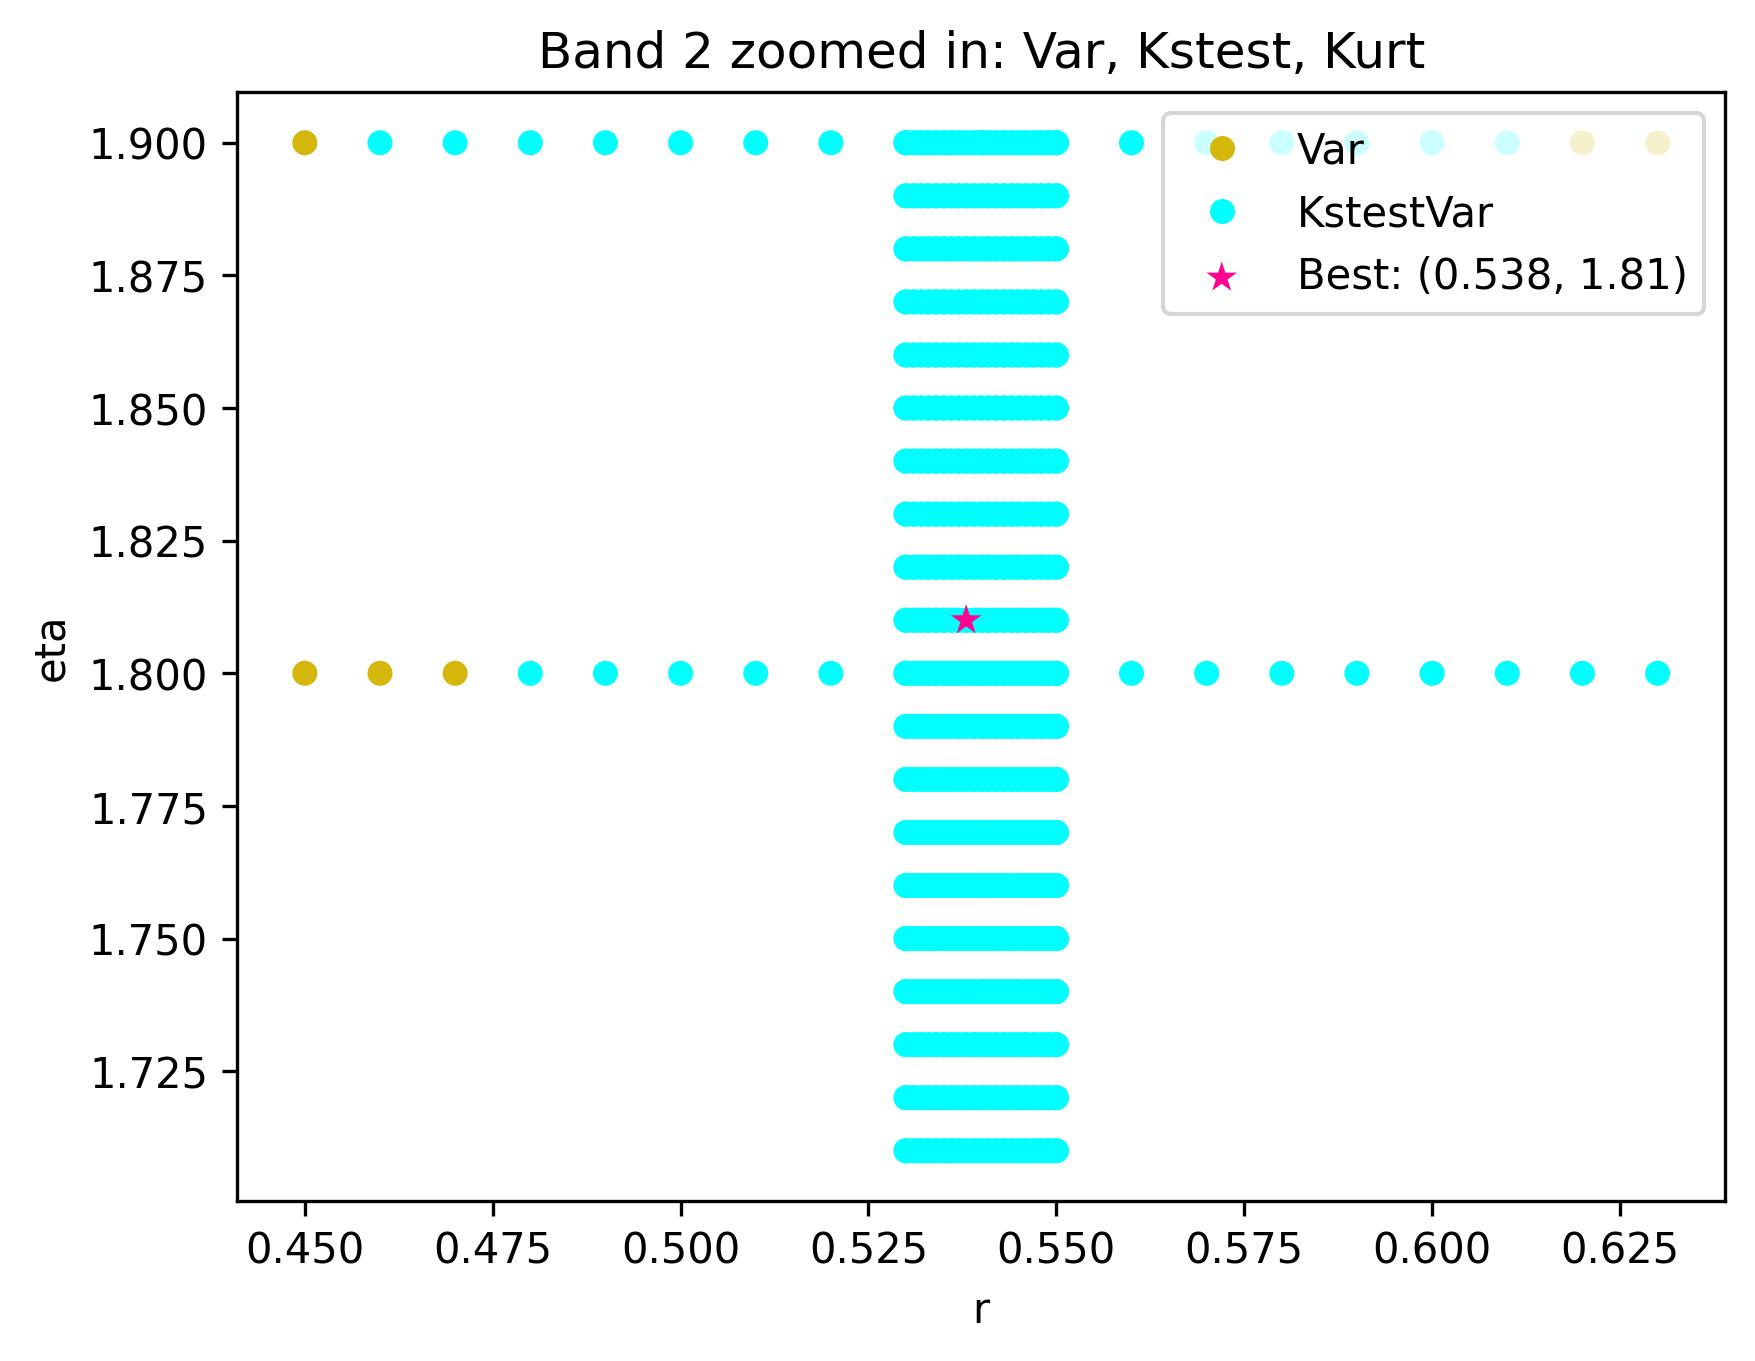 Band 2 zoomed in: Var, Kstest, Kurt
1.900
1.875
1.850
1.825
1.800
1.775
1.750
1.725
eta
Var
KstestVar
Best: (0.538, 1.81)
0.450 0.475 0.500 0.525 0.550 0.575 0.600 0.625
r